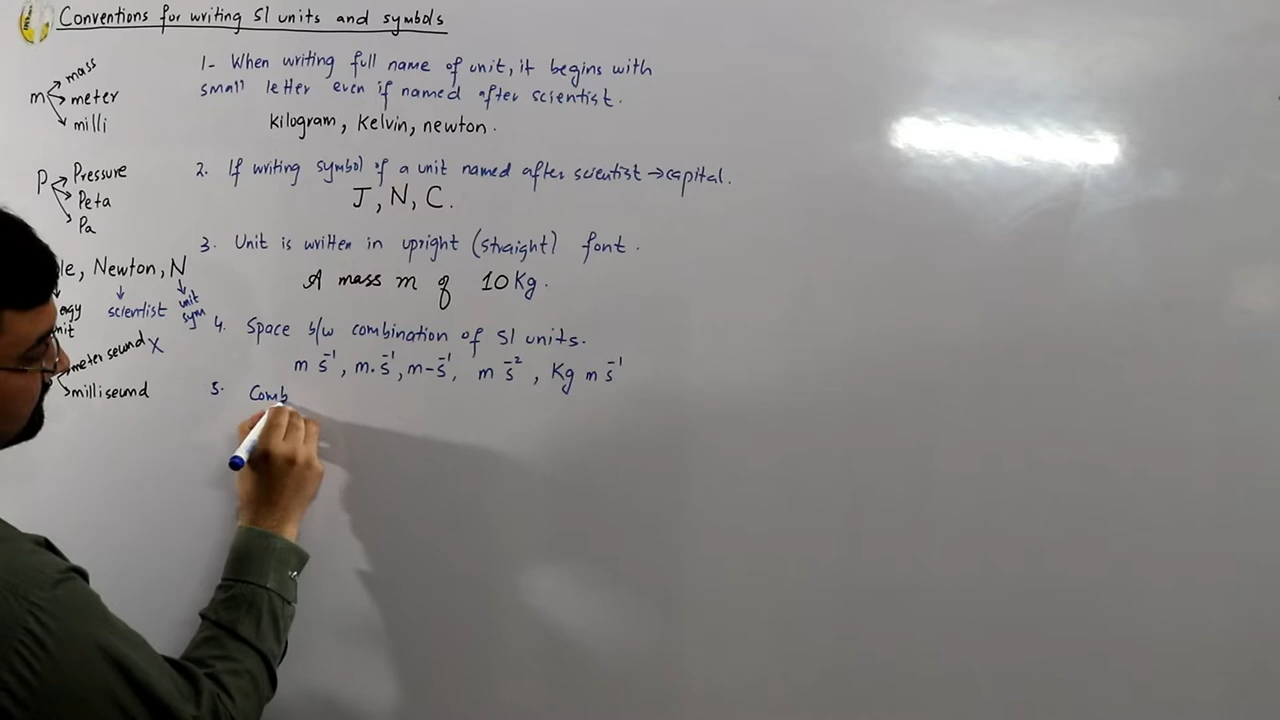 Conventions for writing SI units and symbols
m
mass
meter
milli
P
Pressure
Peta
Pa
le, Newton, N
scientist
unit
sym
meter second X
millisecond
1- When writing full name of unit, it begins with
small letter even if named after scientist.
kilogram, kelvin, newton.
2. If writing symbol of a unit named after scientist → capital.
J, N, C.
3. Unit is written in upright (straight) font.
A mass m of 10 Kg.
4. Space b/w combination of SI units.
m s⁻¹, m.s⁻¹, m-s⁻¹, m s⁻², Kg m s⁻¹
5. Comb